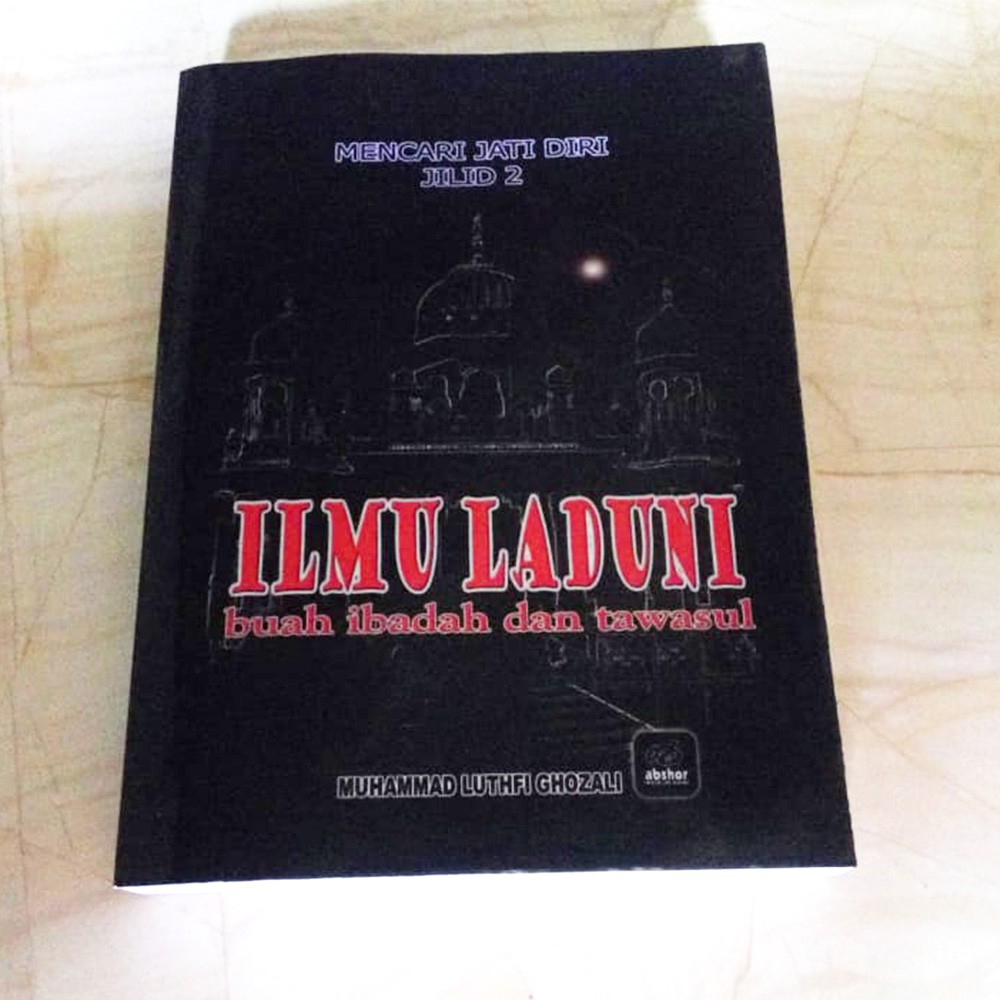 MENCARI JATI DIRI
JILID 2
ILMU LADUNI
buah ibadah dan tawasul
MUHAMMAD LUTHFI GHOZALI
abshor